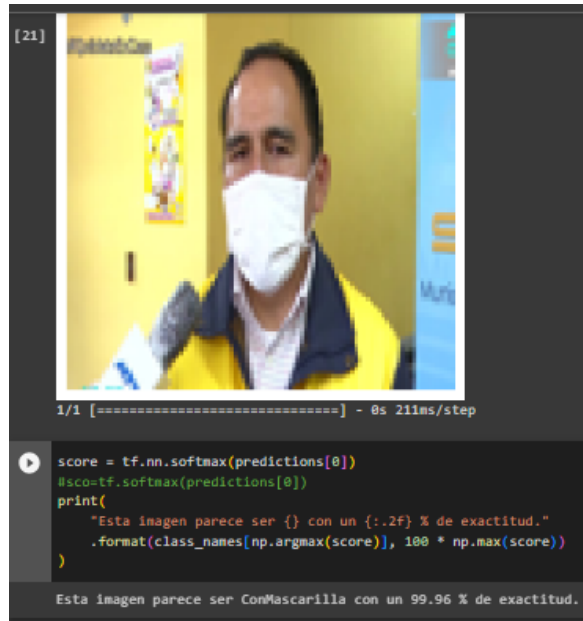 [21]
1/1 [==============================] - 0s 211ms/step
score = tf.nn.softmax(predictions[0])
#sco=tf.softmax(predictions[0])
print(
"Esta imagen parece ser {} con un {:.2f} % de exactitud."
.format(class_names[np.argmax(score)], 100 * np.max(score))
)
Esta imagen parece ser ConMascarilla con un 99.96 % de exactitud.